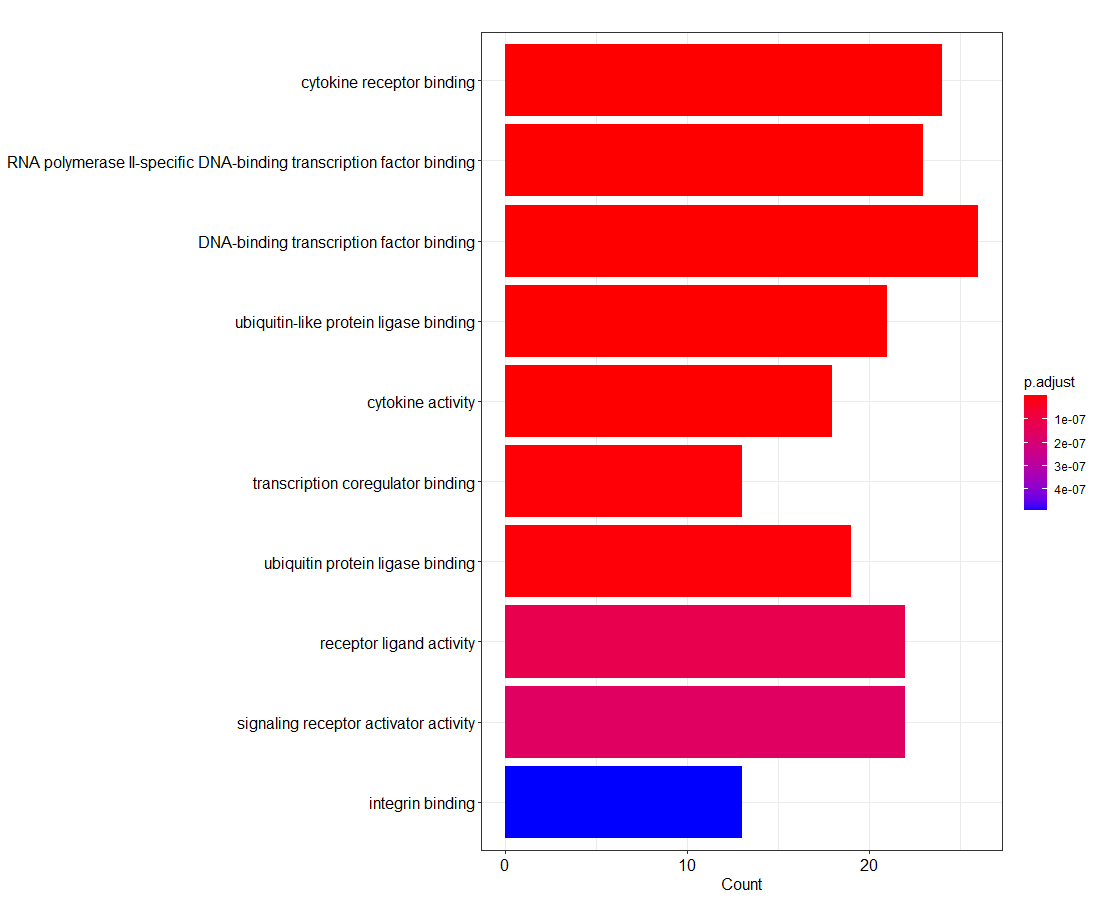 cytokine receptor binding
RNA polymerase II-specific DNA-binding transcription factor binding
DNA-binding transcription factor binding
ubiquitin-like protein ligase binding
cytokine activity
transcription coregulator binding
ubiquitin protein ligase binding
receptor ligand activity
signaling receptor activator activity
integrin binding
0 10 20
Count
p.adjust
1e-07
2e-07
3e-07
4e-07